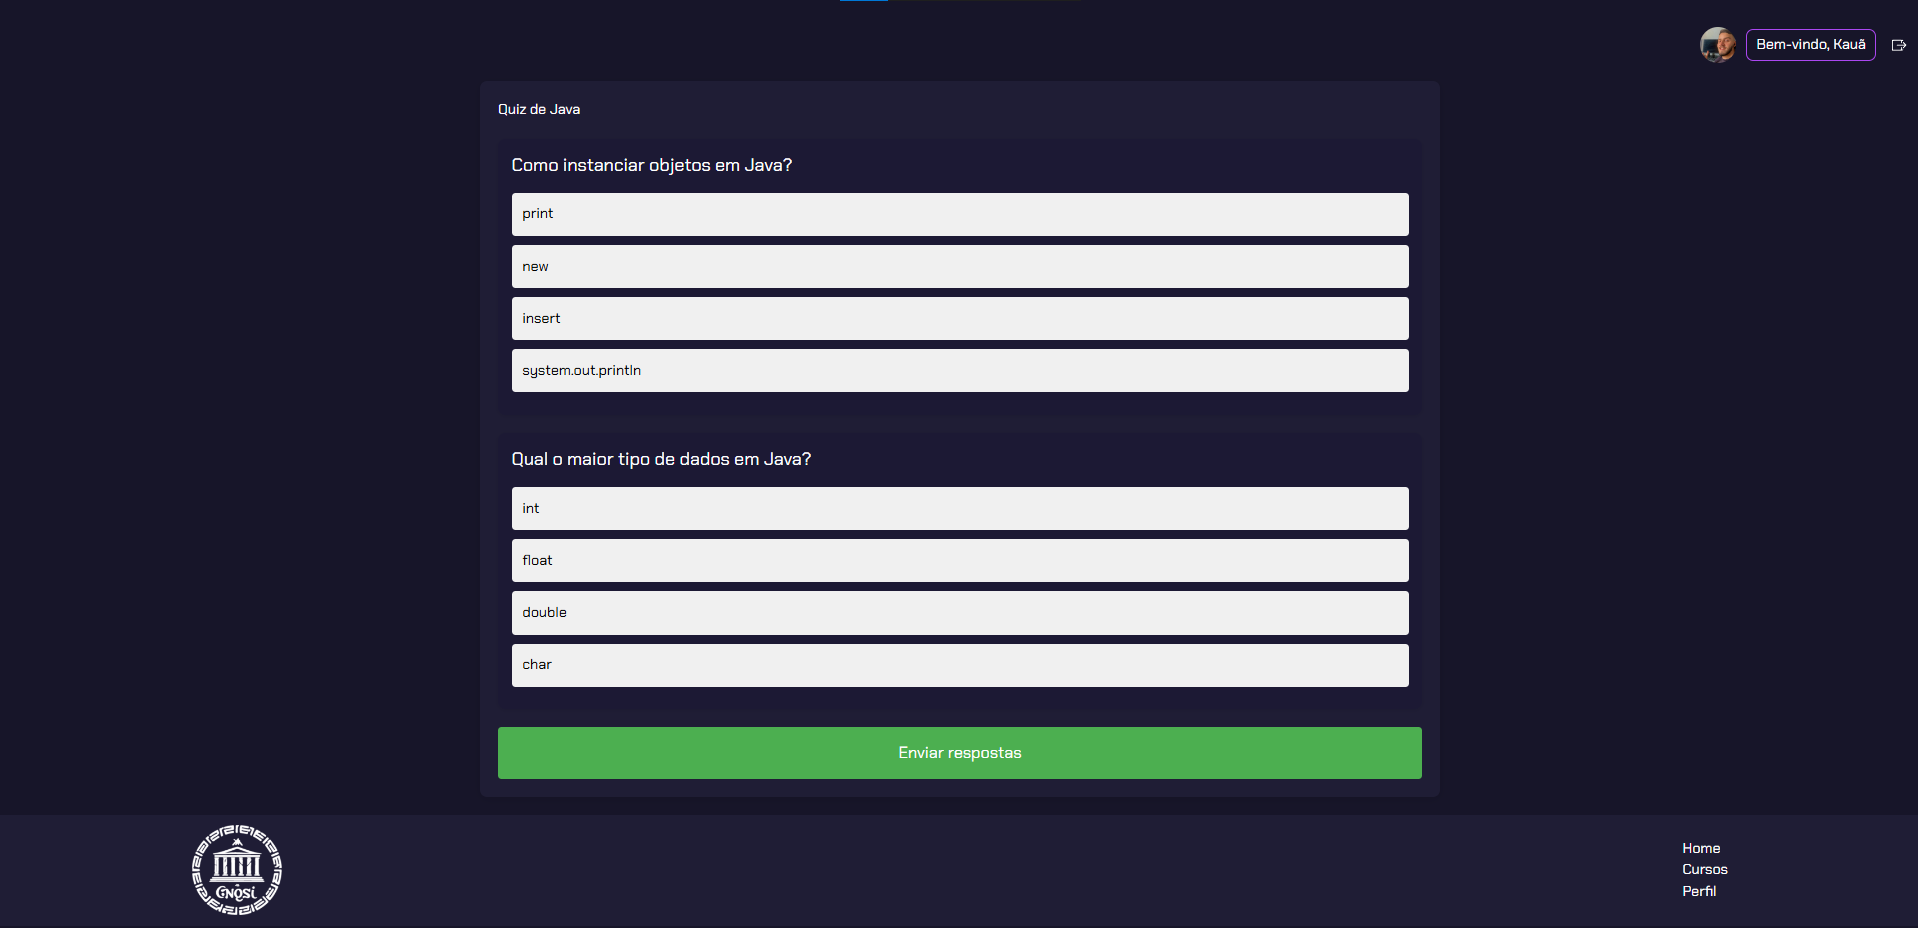 Bem-vindo, Kauã
Quiz de Java
Como instanciar objetos em Java?
print
new
insert
system.out.println
Qual o maior tipo de dados em Java?
int
float
double
char
Enviar respostas
GNOSI
Home
Cursos
Perfil